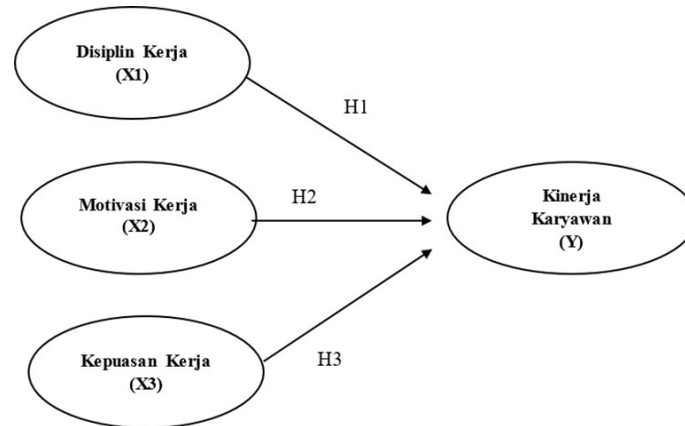 Disiplin Kerja
(X1)
H1
Motivasi Kerja
(X2)
H2
Kinerja
Karyawan
(Y)
Kepuasan Kerja
(X3)
H3